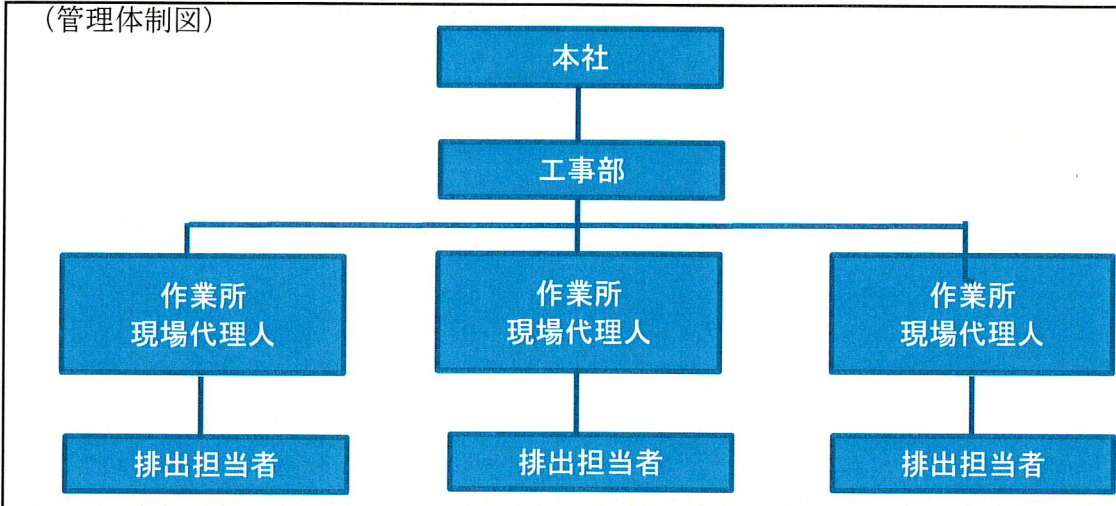 （管理体制図）
本社
工事部
作業所
現場代理人
作業所
現場代理人
作業所
現場代理人
排出担当者
排出担当者
排出担当者